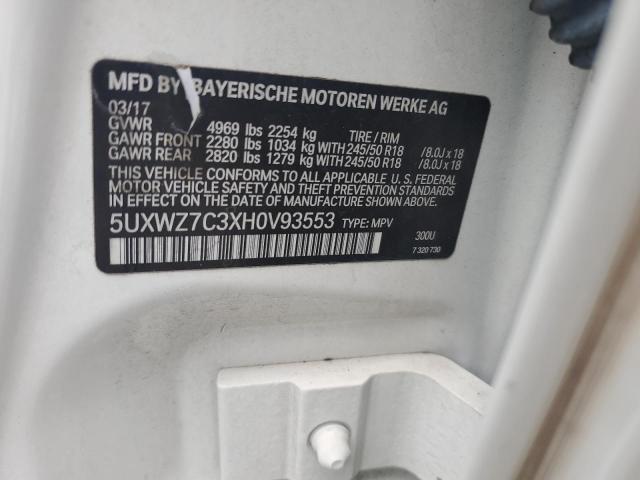 MFD BY BAYERISCHE MOTOREN WERKE AG
03/17
GVWR 4969 lbs 2254 kg TIRE / RIM
GAWR FRONT 2280 lbs 1034 kg WITH 245/50 R18 /8.0J x 18
GAWR REAR 2820 lbs 1279 kg WITH 245/50 R18 /8.0J x 18
THIS VEHICLE CONFORMS TO ALL APPLICABLE U.S. FEDERAL
MOTOR VEHICLE SAFETY AND THEFT PREVENTION STANDARDS
IN EFFECT ON THE DATE OF MANUFACTURE SHOWN ABOVE.
5UXWZ7C3XH0V93553 TYPE: MPV
300U
7 320 730